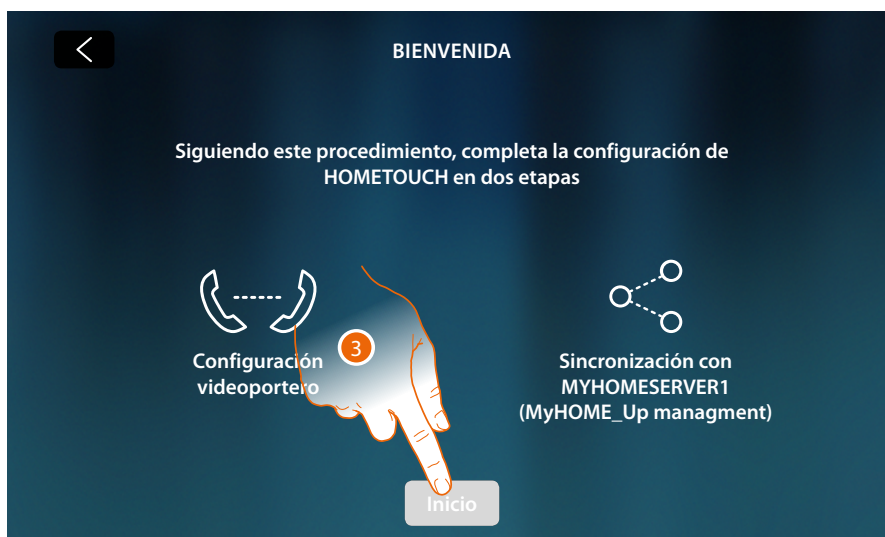 BIENVENIDA
Siguiendo este procedimiento, completa la configuración de
HOMETOUCH en dos etapas
3
Configuración
videoportero
Sincronización con
MYHOMESERVER1
(MyHOME_Up managment)
Inicio